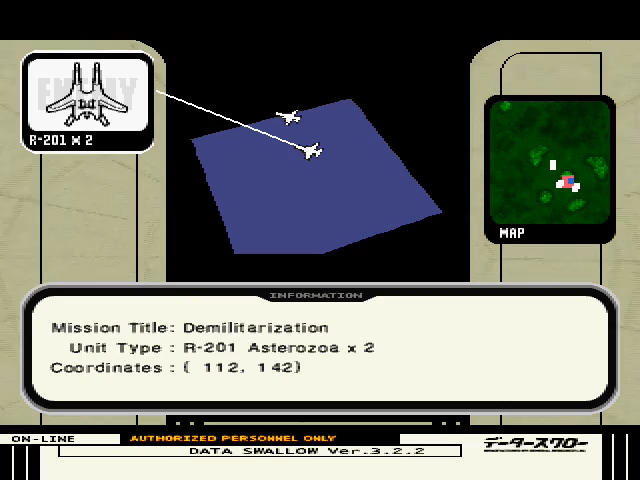 ENEMY
R-201 x 2
MAP
INFORMATION
Mission Title: Demilitarization
Unit Type : R-201 Asterozoa x 2
Coordinates : ( 112, 142)
ON-LINE
AUTHORIZED PERSONNEL ONLY
DATA SWALLOW Ver.3.2.2
データースワロー